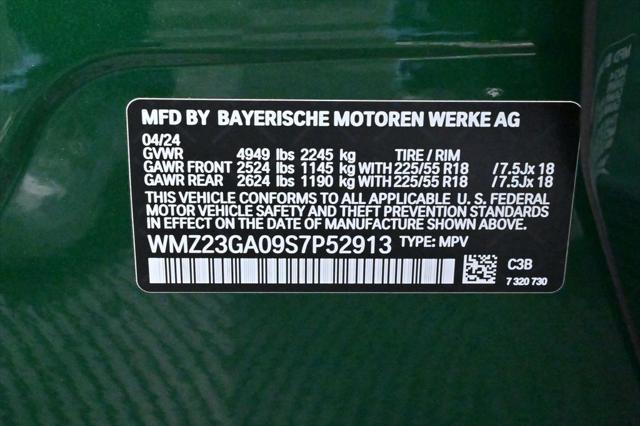 MFD BY BAYERISCHE MOTOREN WERKE AG
04/24
GVWR 4949 lbs 2245 kg TIRE / RIM
GAWR FRONT 2524 lbs 1145 kg WITH 225/55 R18 /7.5Jx 18
GAWR REAR 2624 lbs 1190 kg WITH 225/55 R18 /7.5Jx 18
THIS VEHICLE CONFORMS TO ALL APPLICABLE U. S. FEDERAL
MOTOR VEHICLE SAFETY AND THEFT PREVENTION STANDARDS
IN EFFECT ON THE DATE OF MANUFACTURE SHOWN ABOVE.
WMZ23GA09S7P52913 TYPE: MPV
C3B
7 320 730